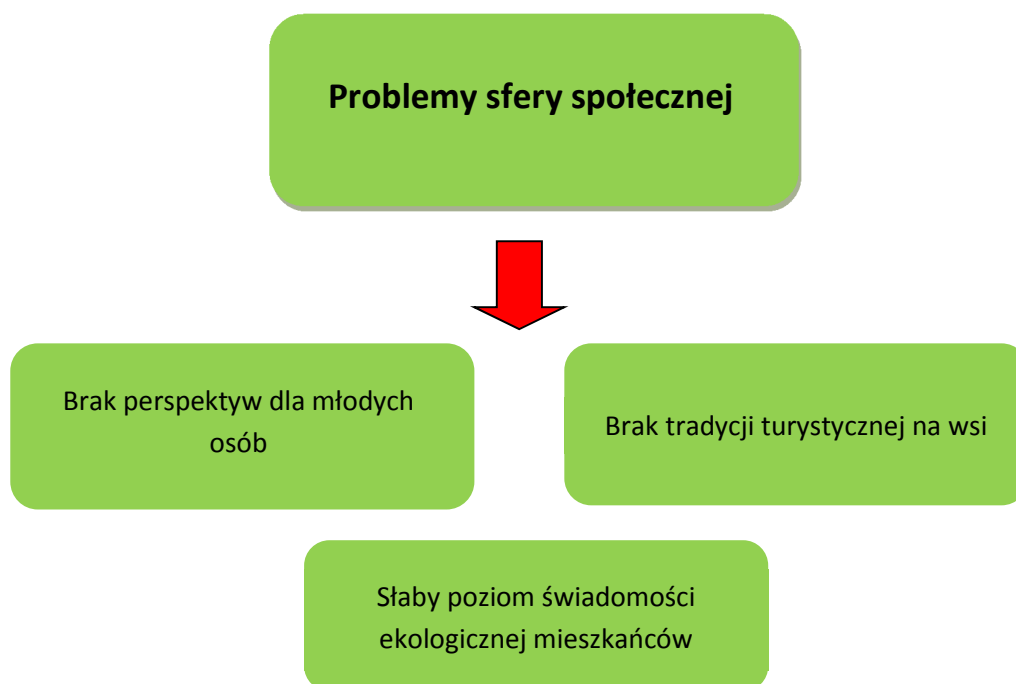 Problemy sfery społecznej
Brak perspektyw dla młodych
osób
Brak tradycji turystycznej na wsi
Słaby poziom świadomości
ekologicznej mieszkańców